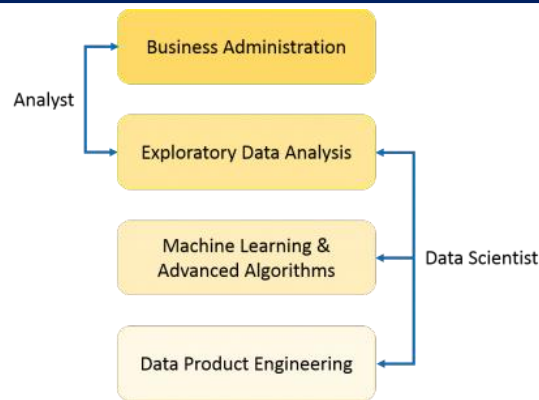 Business Administration
Analyst
Exploratory Data Analysis
Machine Learning &
Advanced Algorithms
Data Scientist
Data Product Engineering